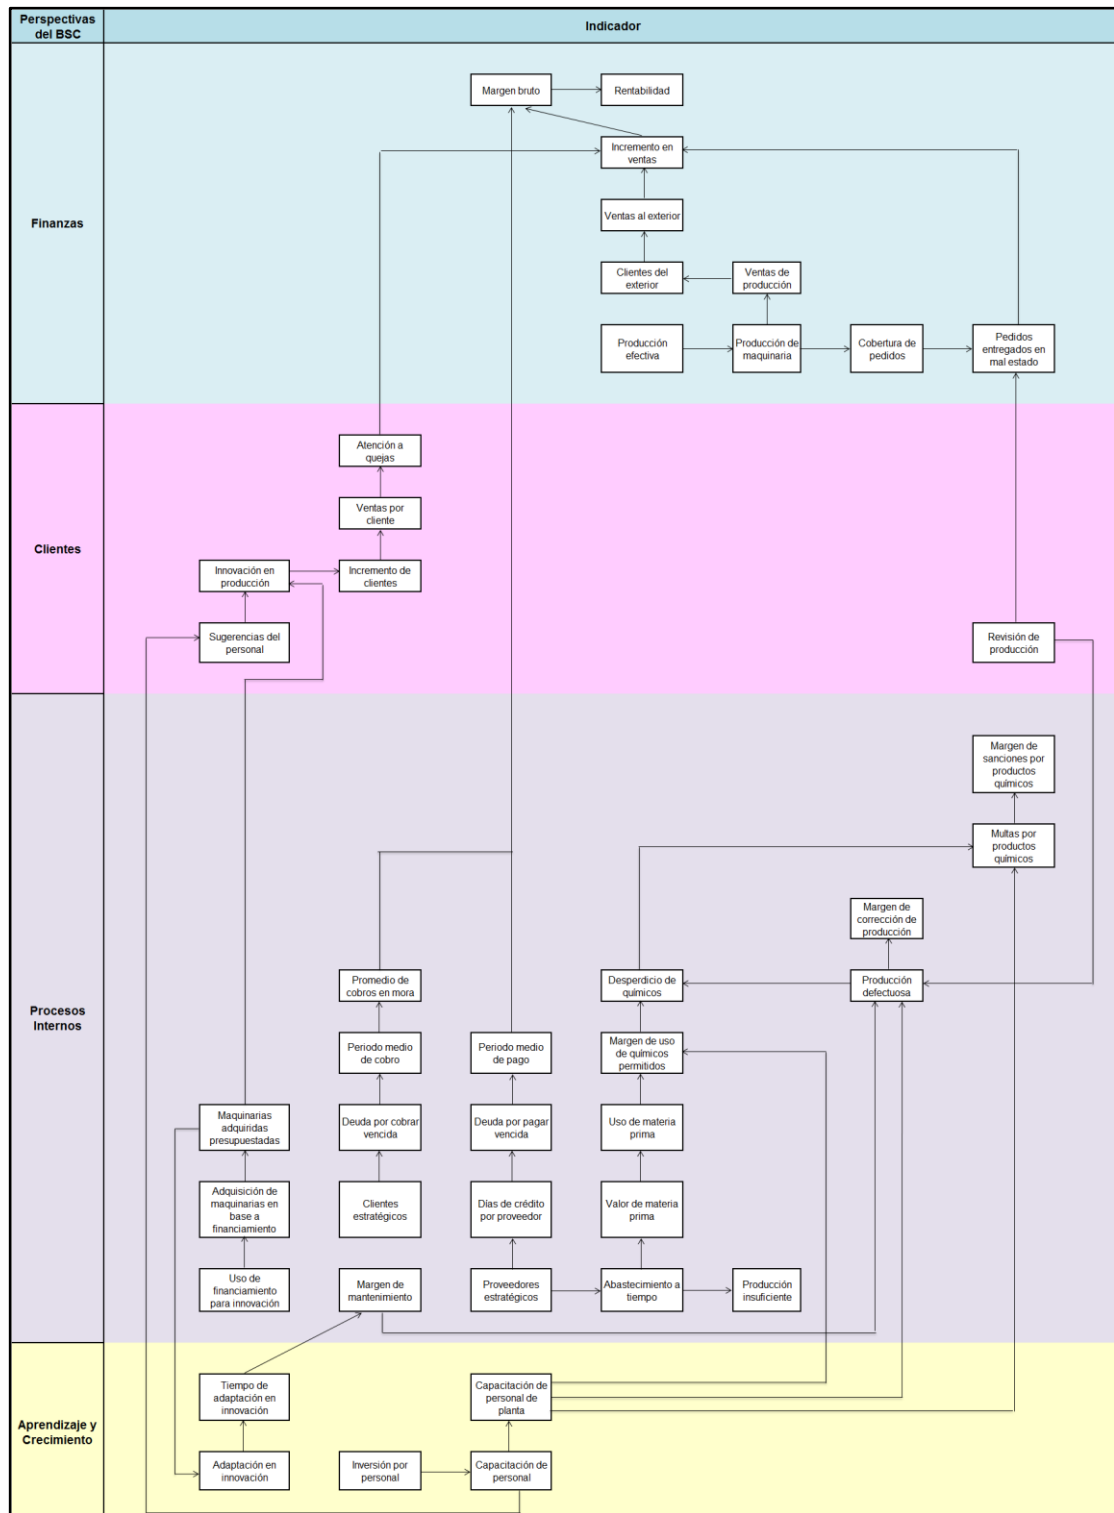 Perspectivas
del BSC
Indicador
Finanzas
Margen bruto
Rentabilidad
Incremento en
ventas
Ventas al exterior
Clientes del
exterior
Ventas de
producción
Producción
efectiva
Producción de
maquinaria
Cobertura de
pedidos
Pedidos
entregados en
mal estado
Clientes
Atención a
quejas
Ventas por
cliente
Innovación en
producción
Incremento de
clientes
Sugerencias del
personal
Revisión de
producción
Procesos
Internos
Margen de
sanciones por
productos
químicos
Multas por
productos
químicos
Margen de
corrección de
producción
Promedio de
cobros en mora
Desperdicio de
químicos
Producción
defectuosa
Periodo medio
de cobro
Periodo medio
de pago
Margen de uso
de químicos
permitidos
Maquinarias
adquiridas
presupuestadas
Deuda por cobrar
vencida
Deuda por pagar
vencida
Uso de materia
prima
Adquisición de
maquinarias en
base a
financiamiento
Clientes
estratégicos
Días de crédito
por proveedor
Valor de materia
prima
Uso de
financiamiento
para innovación
Margen de
mantenimiento
Proveedores
estratégicos
Abastecimiento a
tiempo
Producción
insuficiente
Aprendizaje y
Crecimiento
Tiempo de
adaptación en
innovación
Capacitación de
personal de
planta
Adaptación en
innovación
Inversión por
personal
Capacitación de
personal